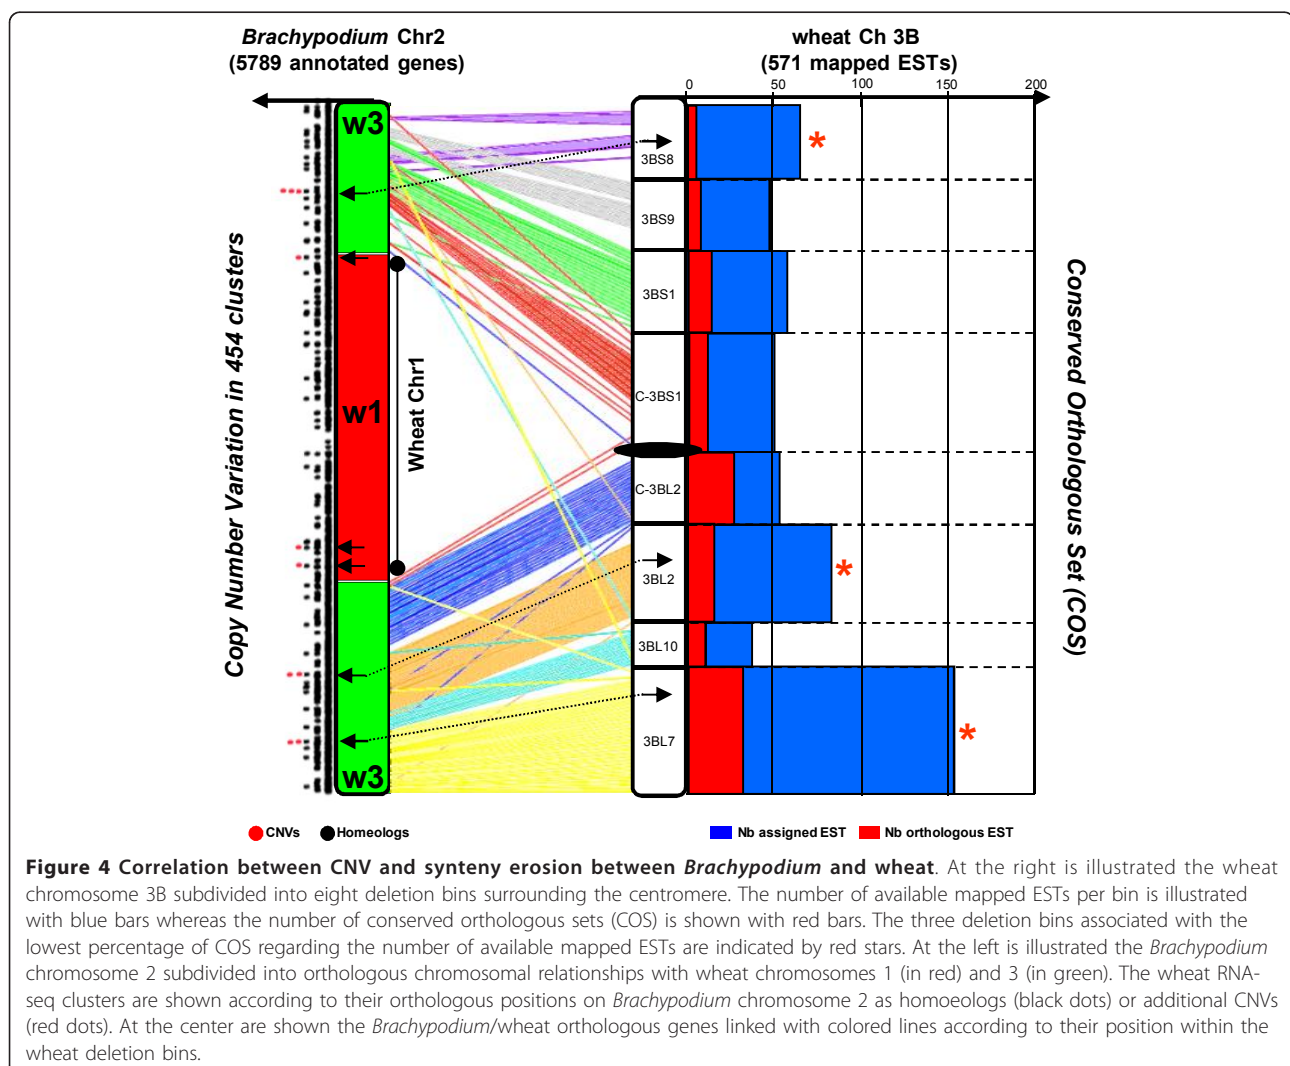 Brachypodium Chr2
(5789 annotated genes)
wheat Ch 3B
(571 mapped ESTs)
0 50 100 150 200
Copy Number Variation in 454 clusters
w3
w1
w3
Wheat Chr1
3BS8
3BS9
3BS1
C-3BS1
C-3BL2
3BL2
3BL10
3BL7
*
*
*
Conserved Orthologous Set (COS)
CNVs Homeologs
Nb assigned EST Nb orthologous EST
Figure 4 Correlation between CNV and synteny erosion between Brachypodium and wheat. At the right is illustrated the wheat
chromosome 3B subdivided into eight deletion bins surrounding the centromere. The number of available mapped ESTs per bin is illustrated
with blue bars whereas the number of conserved orthologous sets (COS) is shown with red bars. The three deletion bins associated with the
lowest percentage of COS regarding the number of available mapped ESTs are indicated by red stars. At the left is illustrated the Brachypodium
chromosome 2 subdivided into orthologous chromosomal relationships with wheat chromosomes 1 (in red) and 3 (in green). The wheat RNA-
seq clusters are shown according to their orthologous positions on Brachypodium chromosome 2 as homoeologs (black dots) or additional CNVs
(red dots). At the center are shown the Brachypodium/wheat orthologous genes linked with colored lines according to their position within the
wheat deletion bins.